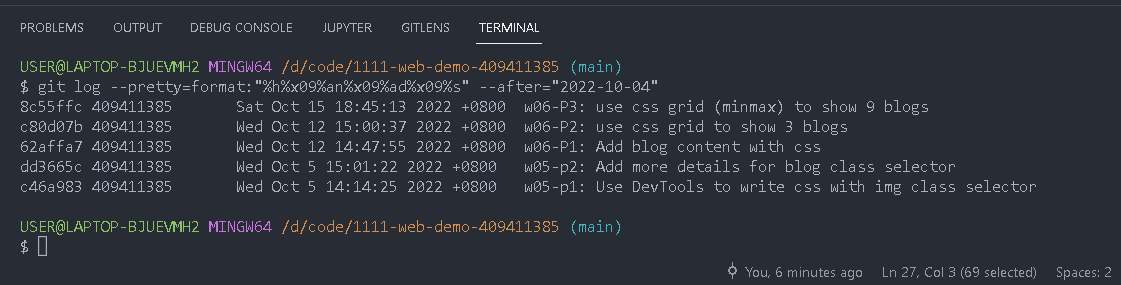 PROBLEMS OUTPUT DEBUG CONSOLE JUPYTER GITLENS TERMINAL
USER@LAPTOP-BJUEVMH2 MINGW64 /d/code/1111-web-demo-409411385 (main)
$ git log --pretty=format:"%h%x09%an%x09%ad%x09%s" --after="2022-10-04"
8c55ffc 409411385 Sat Oct 15 18:45:13 2022 +0800 w06-P3: use css grid (minmax) to show 9 blogs
c80d07b 409411385 Wed Oct 12 15:00:37 2022 +0800 w06-P2: use css grid to show 3 blogs
62affa7 409411385 Wed Oct 12 14:47:55 2022 +0800 w06-P1: Add blog content with css
dd3665c 409411385 Wed Oct 5 15:01:22 2022 +0800 w05-p2: Add more details for blog class selector
c46a983 409411385 Wed Oct 5 14:14:25 2022 +0800 w05-p1: Use DevTools to write css with img class selector
USER@LAPTOP-BJUEVMH2 MINGW64 /d/code/1111-web-demo-409411385 (main)
$
You, 6 minutes ago Ln 27, Col 3 (69 selected) Spaces: 2